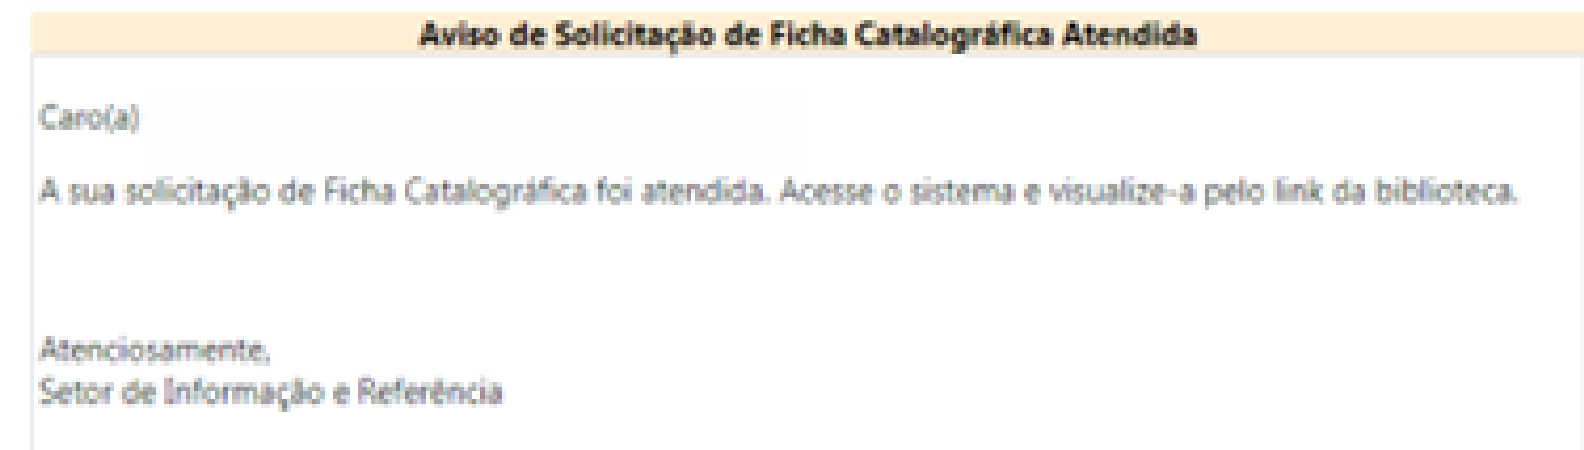 Aviso de Solicitação de Ficha Catalográfica Atendida
Caro(a)
A sua solicitação de Ficha Catalográfica foi atendida. Acesse o sistema e visualize-a pelo link da biblioteca.
Atenciosamente,
Setor de Informação e Referência